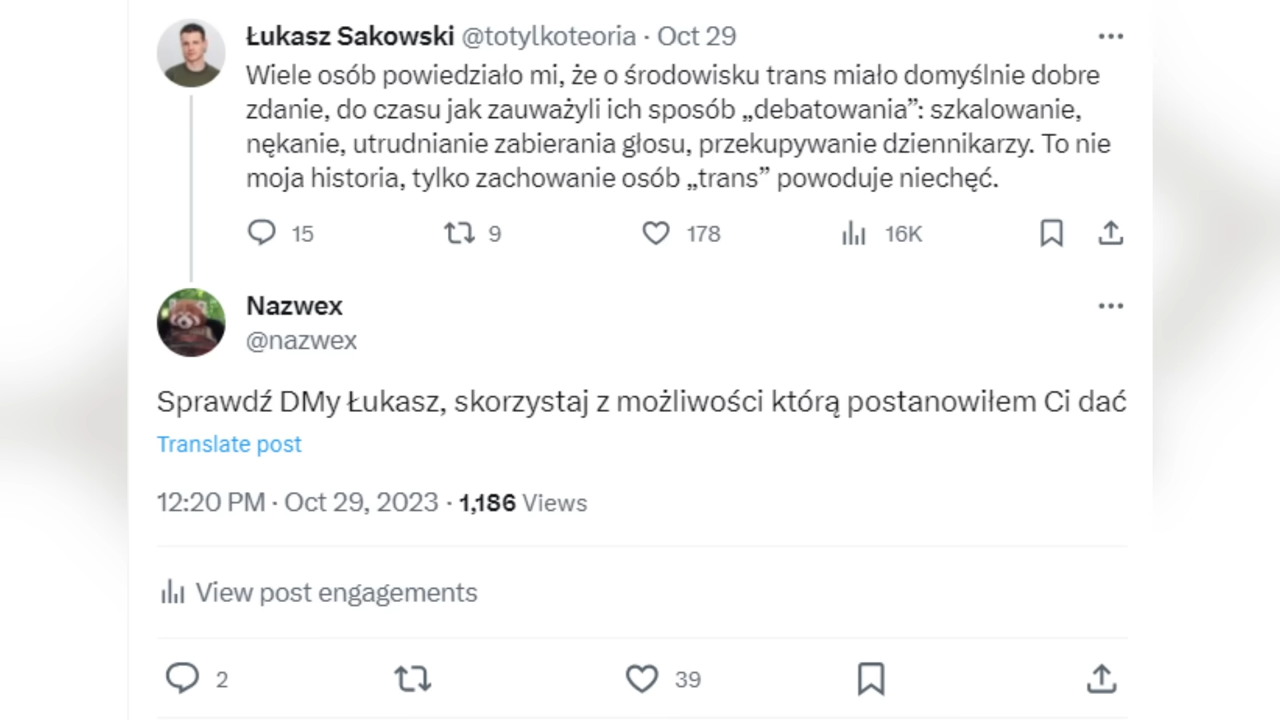 Łukasz Sakowski @totylkoteoria · Oct 29
Wiele osób powiedziało mi, że o środowisku trans miało domyślnie dobre
zdanie, do czasu jak zauważyli ich sposób „debatowania”: szkalowanie,
nękanie, utrudnianie zabierania głosu, przekupywanie dziennikarzy. To nie
moja historia, tylko zachowanie osób „trans” powoduje niechęć.
15 9 178 16K
Nazwex
@nazwex
Sprawdź DMy Łukasz, skorzystaj z możliwości którą postanowiłem Ci dać
Translate post
12:20 PM · Oct 29, 2023 · 1,186 Views
View post engagements
2 39